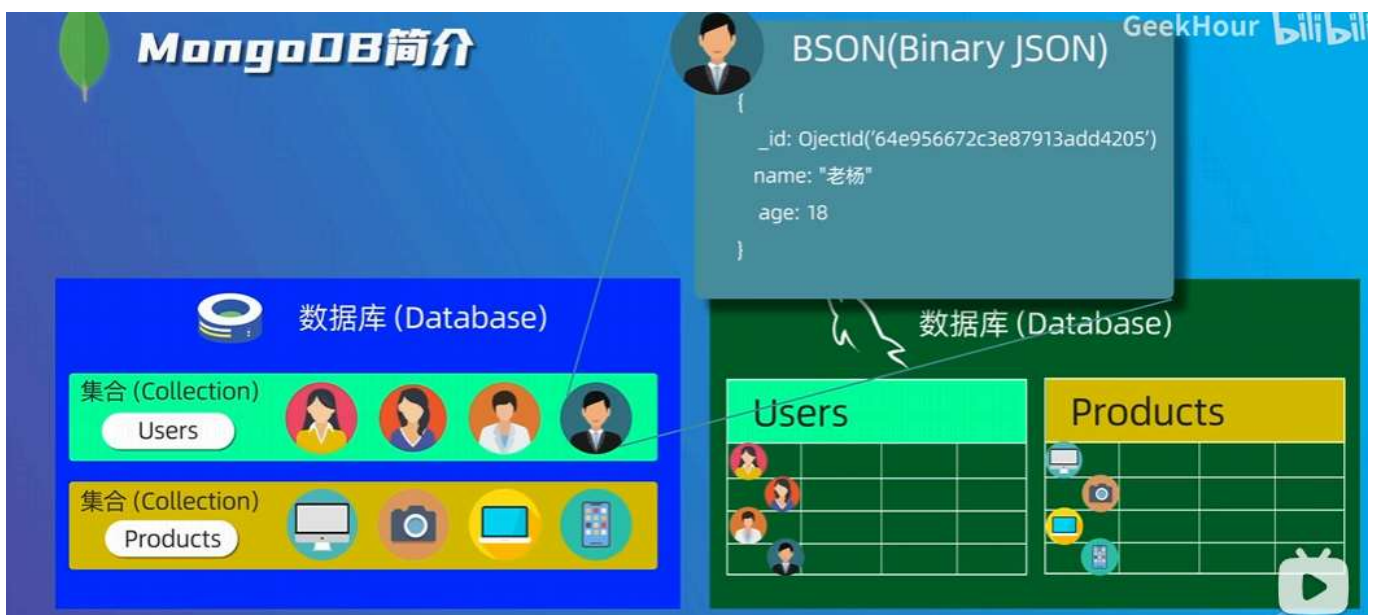 MongoDB简介
GeekHour bilibili
BSON(Binary JSON)
{
_id: OjectId('64e956672c3e87913add4205')
name: "老杨"
age: 18
}
数据库 (Database)
集合 (Collection)
Users
集合 (Collection)
Products
数据库 (Database)
Users
Products